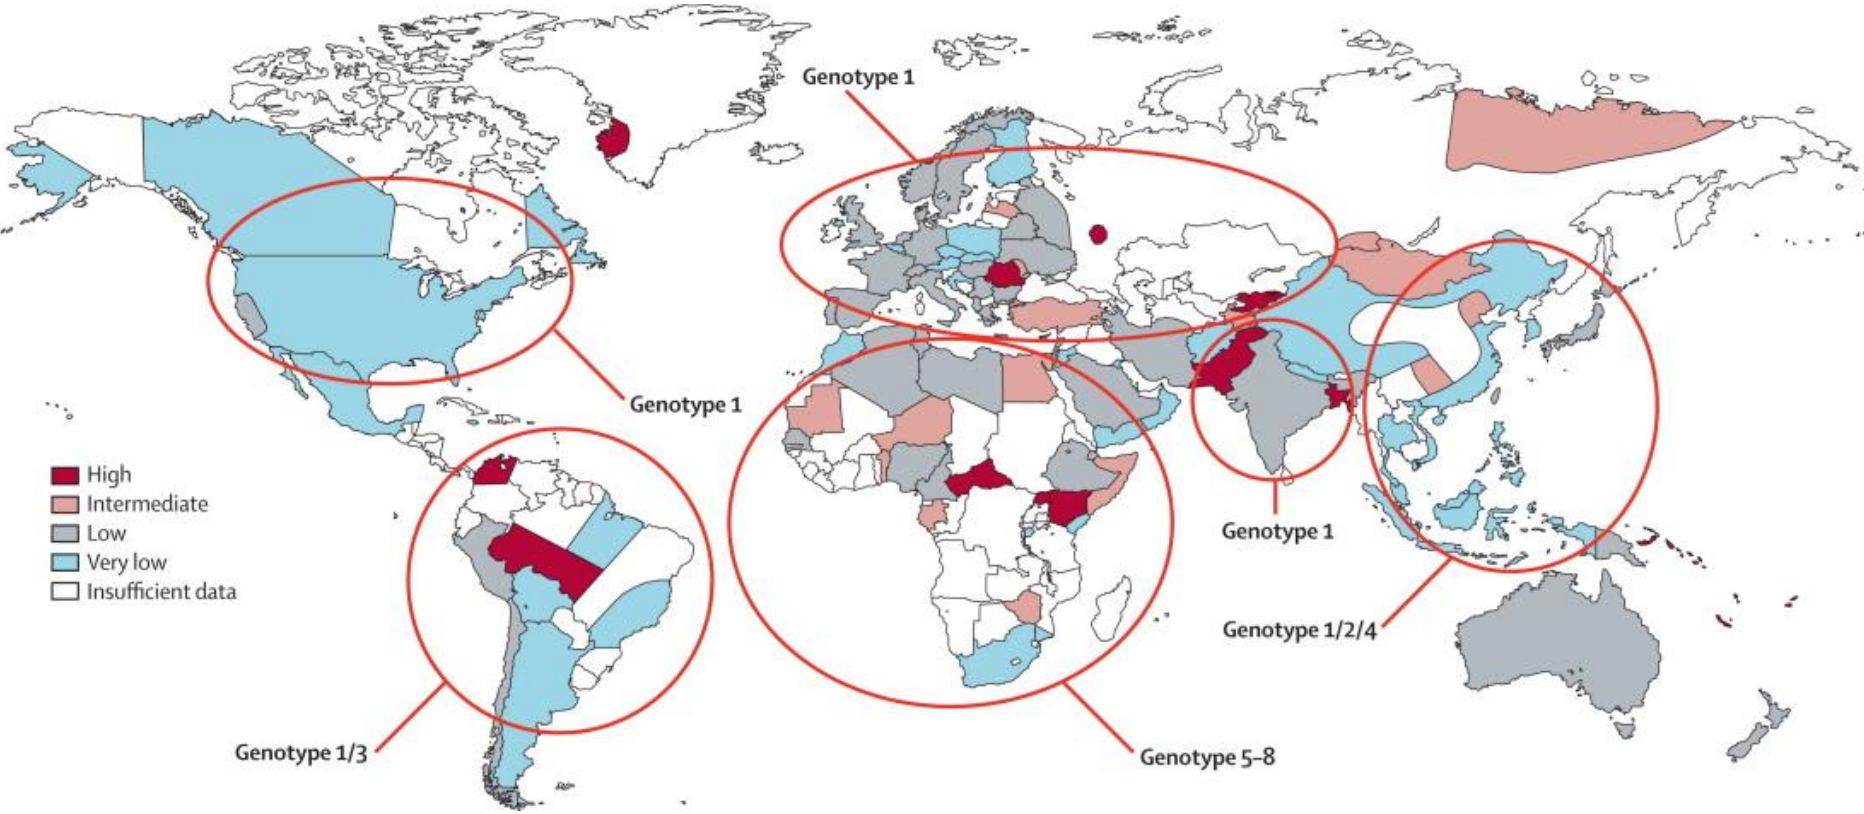 Genotype 1
Genotype 1
High
Intermediate
Low
Very low
Insufficient data
Genotype 1
Genotype 1/2/4
Genotype 1/3
Genotype 5–8